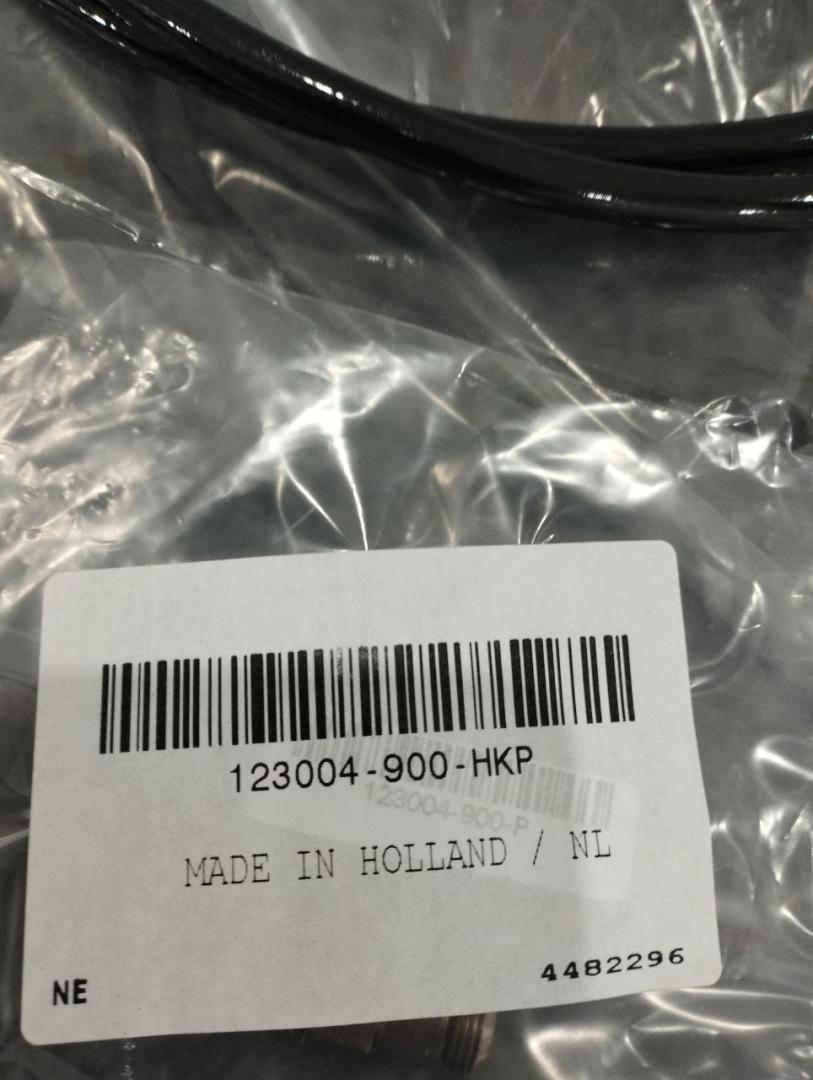 123004-900-HKP
123004-900-P
MADE IN HOLLAND / NL
NE
4482296